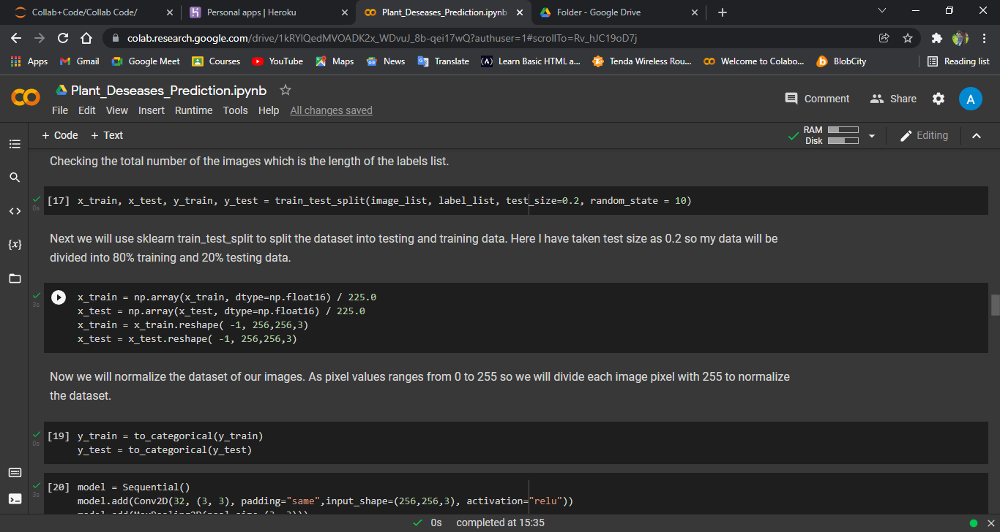 Collab+Code/Collab Code/
Personal apps | Heroku
Plant_Deseases_Prediction.ipynb
Folder - Google Drive
colab.research.google.com/drive/1kRYlQedMVOADK2x_WDvuJ_8b-qei17wQ?authuser=1#scrollTo=Rv_hJC19oD7j
Apps Gmail Google Meet Courses YouTube Maps News Translate Learn Basic HTML a... Tenda Wireless Rou... Welcome to Colabo... BlobCity Reading list
Plant_Deseases_Prediction.ipynb
Comment Share A
File Edit View Insert Runtime Tools Help All changes saved
+ Code + Text
RAM
Disk
Editing
Checking the total number of the images which is the length of the labels list.
[17] x_train, x_test, y_train, y_test = train_test_split(image_list, label_list, test_size=0.2, random_state = 10)
0s
Next we will use sklearn train_test_split to split the dataset into testing and training data. Here I have taken test size as 0.2 so my data will be
divided into 80% training and 20% testing data.
3s
x_train = np.array(x_train, dtype=np.float16) / 225.0
x_test = np.array(x_test, dtype=np.float16) / 225.0
x_train = x_train.reshape( -1, 256,256,3)
x_test = x_test.reshape( -1, 256,256,3)
Now we will normalize the dataset of our images. As pixel values ranges from 0 to 255 so we will divide each image pixel with 255 to normalize
the dataset.
[19] y_train = to_categorical(y_train)
0s
y_test = to_categorical(y_test)
[20] model = Sequential()
3s
model.add(Conv2D(32, (3, 3), padding="same",input_shape=(256,256,3), activation="relu"))
0s completed at 15:35